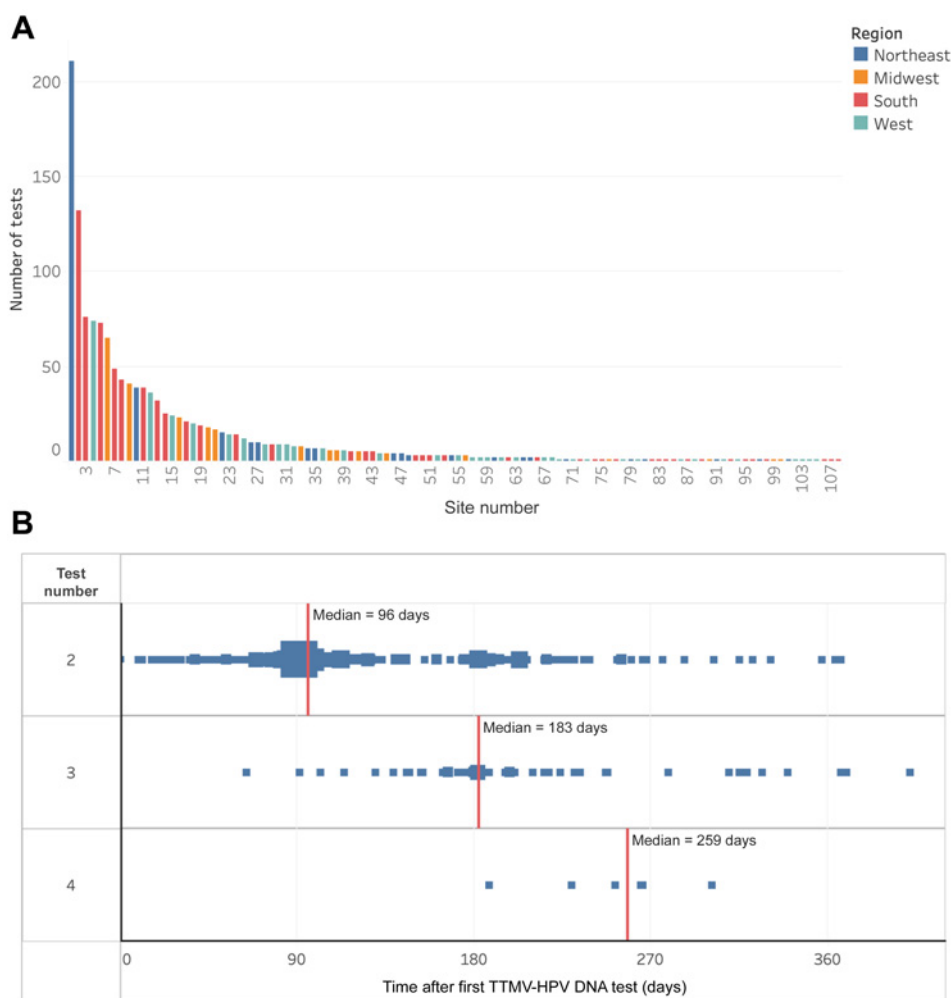 A
Region
Northeast
Midwest
South
West
Number of tests
200
150
100
50
0
3 7 11 15 19 23 27 31 35 39 43 47 51 55 59 63 67 71 75 79 83 87 91 95 99 103 107
Site number
B
Test
number
Median = 96 days
2
Median = 183 days
3
Median = 259 days
4
0 90 180 270 360
Time after first TTMV-HPV DNA test (days)